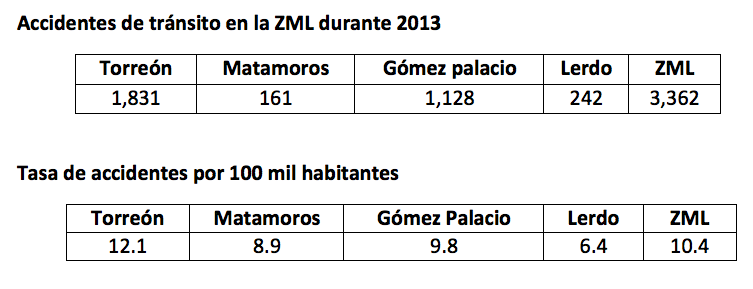 Accidentes de tránsito en la ZML durante 2013
Torreón Matamoros Gómez palacio Lerdo ZML
1,831 161 1,128 242 3,362
Tasa de accidentes por 100 mil habitantes
Torreón Matamoros Gómez Palacio Lerdo ZML
12.1 8.9 9.8 6.4 10.4